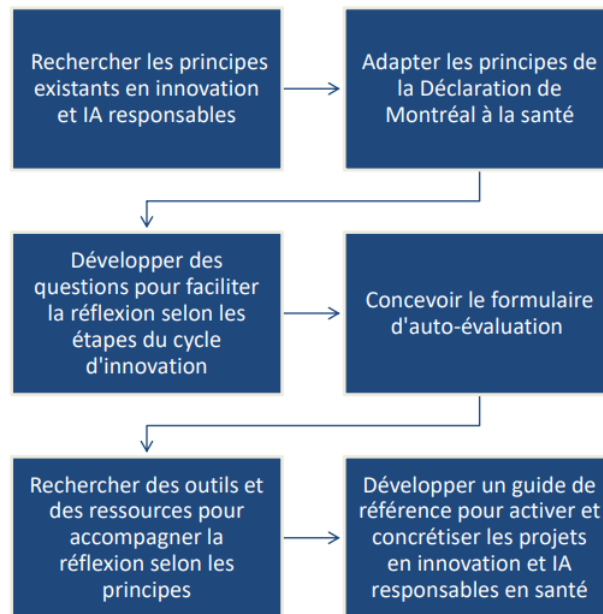 Rechercher les principes
existants en innovation
et IA responsables
Adapter les principes de
la Déclaration de
Montréal à la santé
Développer des
questions pour faciliter
la réflexion selon les
étapes du cycle
d'innovation
Concevoir le formulaire
d'auto-évaluation
Rechercher des outils et
des ressources pour
accompagner la
réflexion selon les
principes
Développer un guide de
référence pour activer et
concrétiser les projets
en innovation et IA
responsables en santé